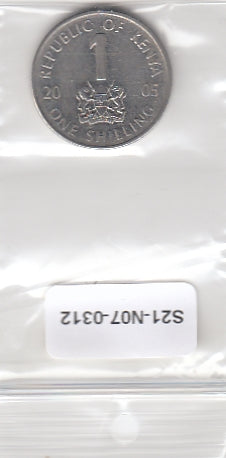 REPUBLIC OF KENYA
1
20 05
ONE SHILLING
S21-N07-0312